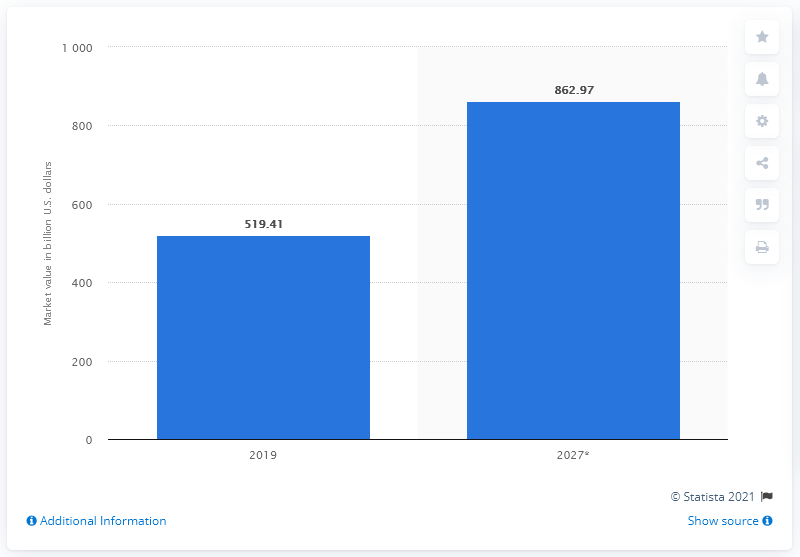 1 000
800
600
400
200
0
Market value in billion U.S. dollars
519.41
862.97
2019
2027*
© Statista 2021
Additional Information
Show source